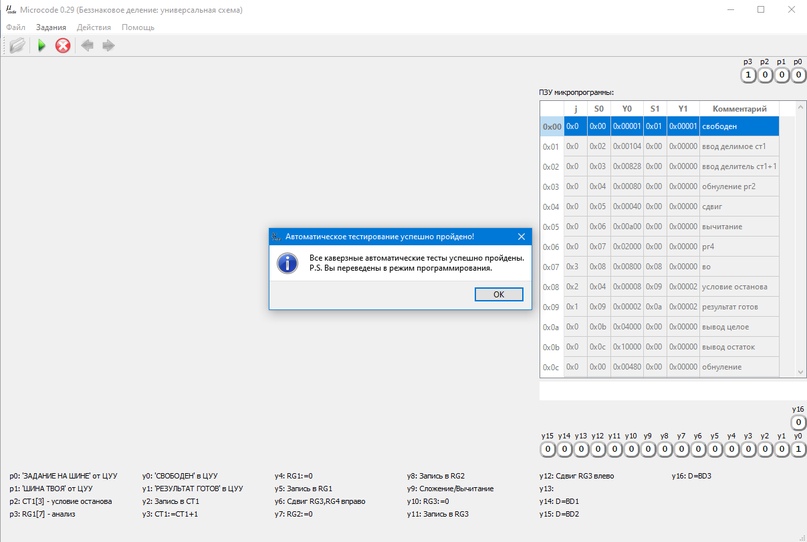 Microcode 0.29 (Беззнаковое деление: универсальная схема)
Файл Задания Действия Помощь
p3 p2 p1 p0
1 0 0 0
ПЗУ микропрограммы:
j S0 Y0 S1 Y1 Комментарий
0x00 0x0 0x00 0x00001 0x01 0x00001 свободен
0x01 0x0 0x02 0x00104 0x00 0x00000 ввод делимое ст1
0x02 0x0 0x03 0x00828 0x00 0x00000 ввод делитель ст1+1
0x03 0x0 0x04 0x00080 0x00 0x00000 обнуление рг2
0x04 0x0 0x05 0x00040 0x00 0x00000 сдвиг
0x05 0x0 0x06 0x00a00 0x00 0x00000 вычитание
0x06 0x0 0x07 0x02000 0x00 0x00000 рг4
0x07 0x3 0x08 0x00800 0x08 0x00000 во
0x08 0x2 0x04 0x00008 0x09 0x00002 условие останова
0x09 0x1 0x09 0x00002 0x0a 0x00002 результат готов
0x0a 0x0 0x0b 0x04000 0x00 0x00000 вывод целое
0x0b 0x0 0x0c 0x10000 0x00 0x00000 вывод остаток
0x0c 0x0 0x00 0x00480 0x00 0x00000 обнуление
Автоматическое тестирование успешно пройдено!
Все каверзные автоматические тесты успешно пройдены.
P.S. Вы переведены в режим программирования.
OK
y16
0
y15 y14 y13 y12 y11 y10 y9 y8 y7 y6 y5 y4 y3 y2 y1 y0
0 0 0 0 0 0 0 0 0 0 0 0 0 0 0 1
p0: 'ЗАДАНИЕ НА ШИНЕ' от ЦУУ y0: 'СВОБОДЕН' в ЦУУ y4: RG1:=0 y8: Запись в RG2 y12: Сдвиг RG3 влево y16: D=BD3
p1: 'ШИНА ТВОЯ' от ЦУУ y1: 'РЕЗУЛЬТАТ ГОТОВ' в ЦУУ y5: Запись в RG1 y9: Сложение/Вычитание y13:
p2: CT1[3] - условие останова y2: Запись в CT1 y6: Сдвиг RG3,RG4 вправо y10: RG3:=0 y14: D=BD1
p3: RG1[7] - анализ y3: CT1:=CT1+1 y7: RG2:=0 y11: Запись в RG3 y15: D=BD2